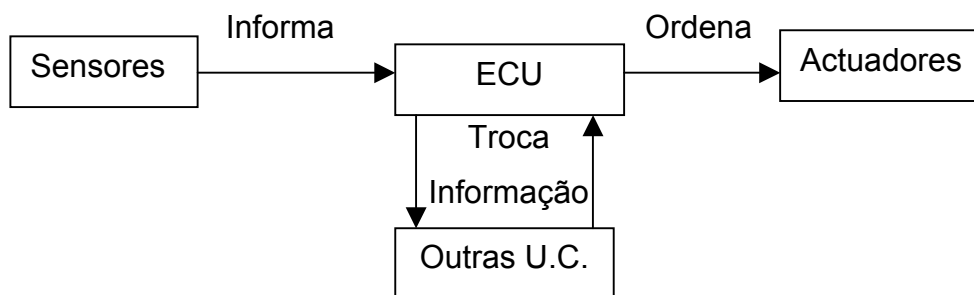 Informa
Ordena
Sensores
ECU
Actuadores
Troca
Informação
Outras U.C.